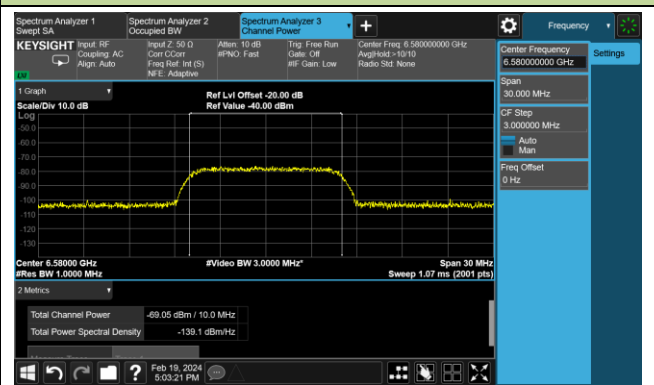 Spectrum Analyzer 1
Swept SA
Spectrum Analyzer 2
Occupied BW
Spectrum Analyzer 3
Channel Power
Frequency
KEYSIGHT
Input: RF
Coupling: AC
Align: Auto
Input Z: 50 Ω
Corr CCorr
Freq Ref: Int (S)
NFE: Adaptive
Atten: 10 dB
#PNO: Fast
Trig: Free Run
Gate: Off
#IF Gain: Low
Center Freq: 6.580000000 GHz
Avg|Hold:>10/10
Radio Std: None
Center Frequency
6.580000000 GHz
Settings
Span
30.000 MHz
CF Step
3.000000 MHz
Auto
Man
Freq Offset
0 Hz
1 Graph
Scale/Div 10.0 dB
Ref Lvl Offset -20.00 dB
Ref Value -40.00 dBm
Log
-50.0
-60.0
-70.0
-80.0
-90.0
-100
-110
-120
-130
Center 6.58000 GHz
#Video BW 3.0000 MHz*
Span 30 MHz
#Res BW 1.0000 MHz
Sweep 1.07 ms (2001 pts)
2 Metrics
Total Channel Power -69.05 dBm / 10.0 MHz
Total Power Spectral Density -139.1 dBm/Hz
Feb 19, 2024
5:03:21 PM